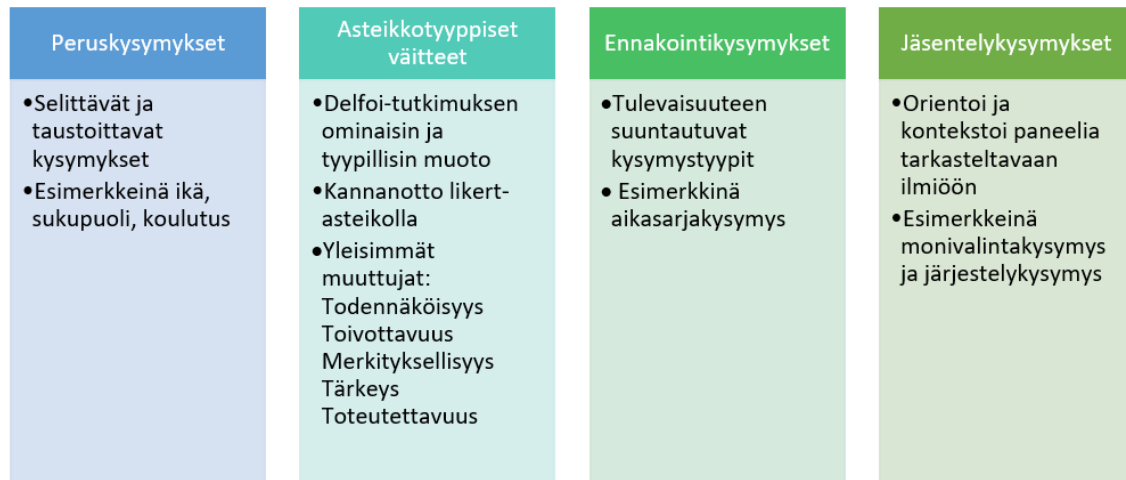 Peruskysymykset
•Selittävät ja
taustoittavat
kysymykset
•Esimerkkeinä ikä,
sukupuoli, koulutus
Asteikkotyyppiset
väitteet
•Delfoi-tutkimuksen
ominaisin ja
tyypillisin muoto
•Kannanotto likert-
asteikolla
•Yleisimmät
muuttujat:
Todennäköisyys
Toivottavuus
Merkityksellisyys
Tärkeys
Toteutettavuus
Ennakointikysymykset
•Tulevaisuuteen
suuntautuvat
kysymystyypit
• Esimerkkinä
aikasarjakysymys
Jäsentelykysymykset
•Orientoi ja
kontekstoi paneelia
tarkasteltavaan
ilmiöön
•Esimerkkeinä
monivalintakysymys
ja järjestelykysymys